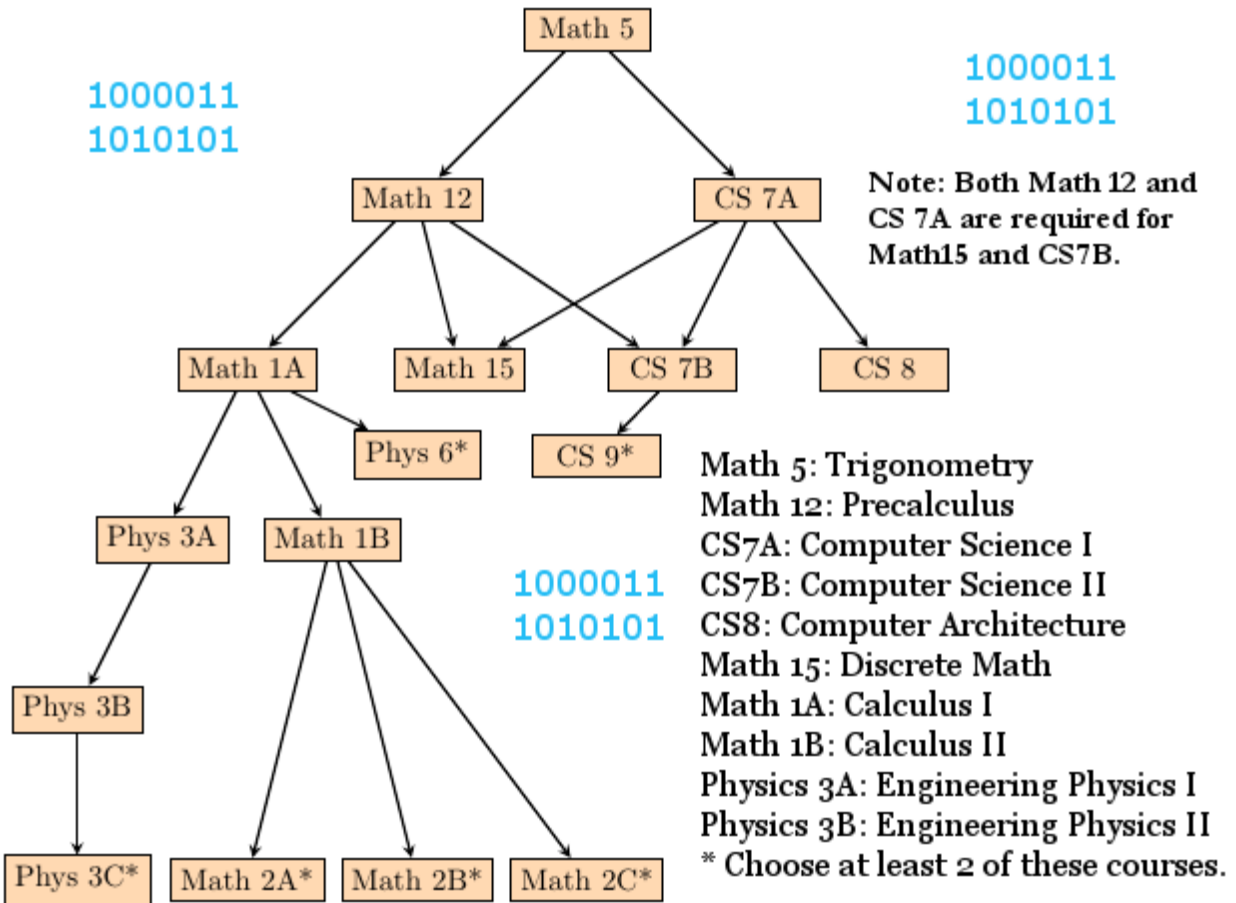 Math 5
1000011
1010101
1000011
1010101
Math 12
CS 7A
Note: Both Math 12 and
CS 7A are required for
Math15 and CS7B.
Math 1A
Math 15
CS 7B
CS 8
Phys 6*
CS 9*
Phys 3A
Math 1B
1000011
1010101
Phys 3B
Phys 3C*
Math 2A*
Math 2B*
Math 2C*
Math 5: Trigonometry
Math 12: Precalculus
CS7A: Computer Science I
CS7B: Computer Science II
CS8: Computer Architecture
Math 15: Discrete Math
Math 1A: Calculus I
Math 1B: Calculus II
Physics 3A: Engineering Physics I
Physics 3B: Engineering Physics II
* Choose at least 2 of these courses.